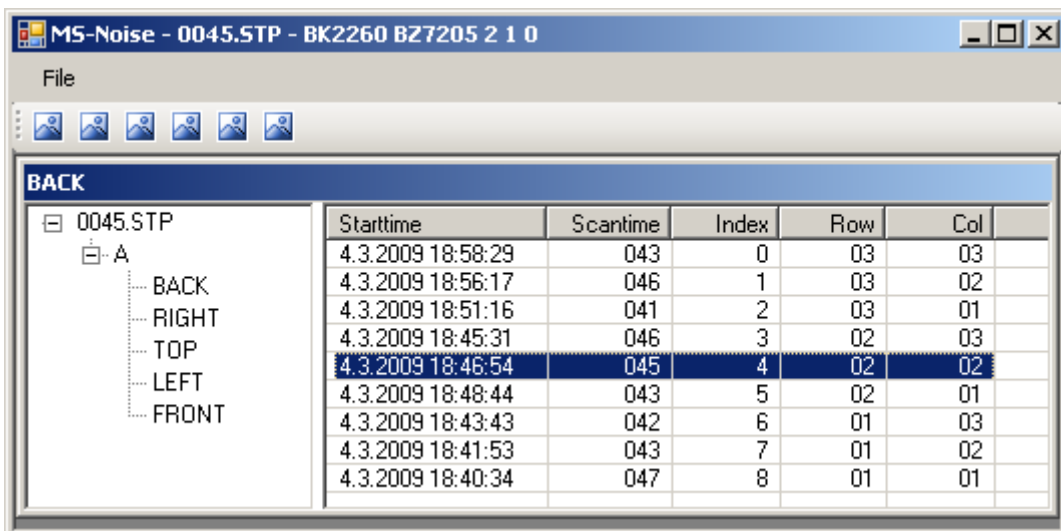 MS-Noise - 0045.STP - BK2260 BZ7205 2 1 0
File
BACK
0045.STP
A
BACK
RIGHT
TOP
LEFT
FRONT
Starttime Scantime Index Row Col
4.3.2009 18:58:29 043 0 03 03
4.3.2009 18:56:17 046 1 03 02
4.3.2009 18:51:16 041 2 03 01
4.3.2009 18:45:31 046 3 02 03
4.3.2009 18:46:54 045 4 02 02
4.3.2009 18:48:44 043 5 02 01
4.3.2009 18:43:43 042 6 01 03
4.3.2009 18:41:53 043 7 01 02
4.3.2009 18:40:34 047 8 01 01